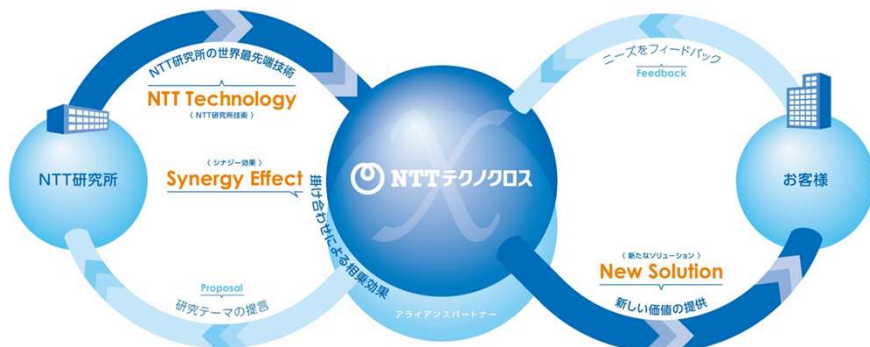 NTT研究所の世界最先端技術
NTT Technology
〈 NTT研究所技術 〉
NTT研究所
〈 シナジー効果 〉
Synergy Effect
掛け合わせによる相乗効果
Proposal
研究テーマの提言
NTTテクノクロス
アライアンスパートナー
ニーズをフィードバック
Feedback
お客様
〈 新たなソリューション 〉
New Solution
新しい価値の提供